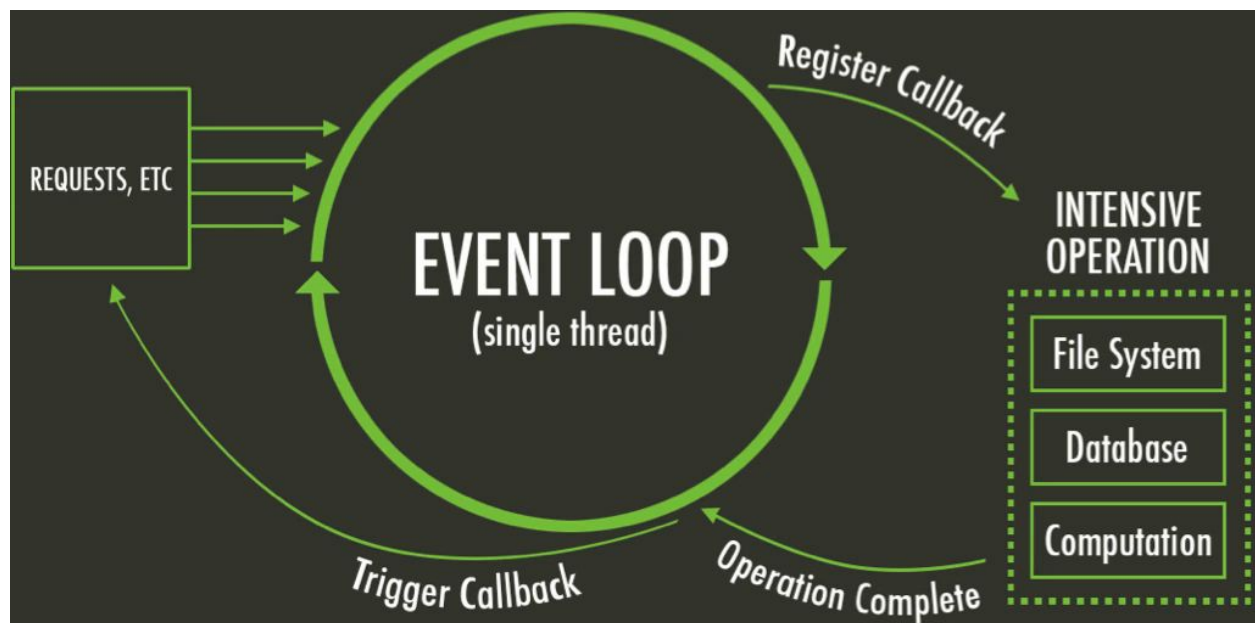 REQUESTS, ETC
EVENT LOOP
(single thread)
Register Callback
INTENSIVE
OPERATION
File System
Database
Computation
Operation Complete
Trigger Callback